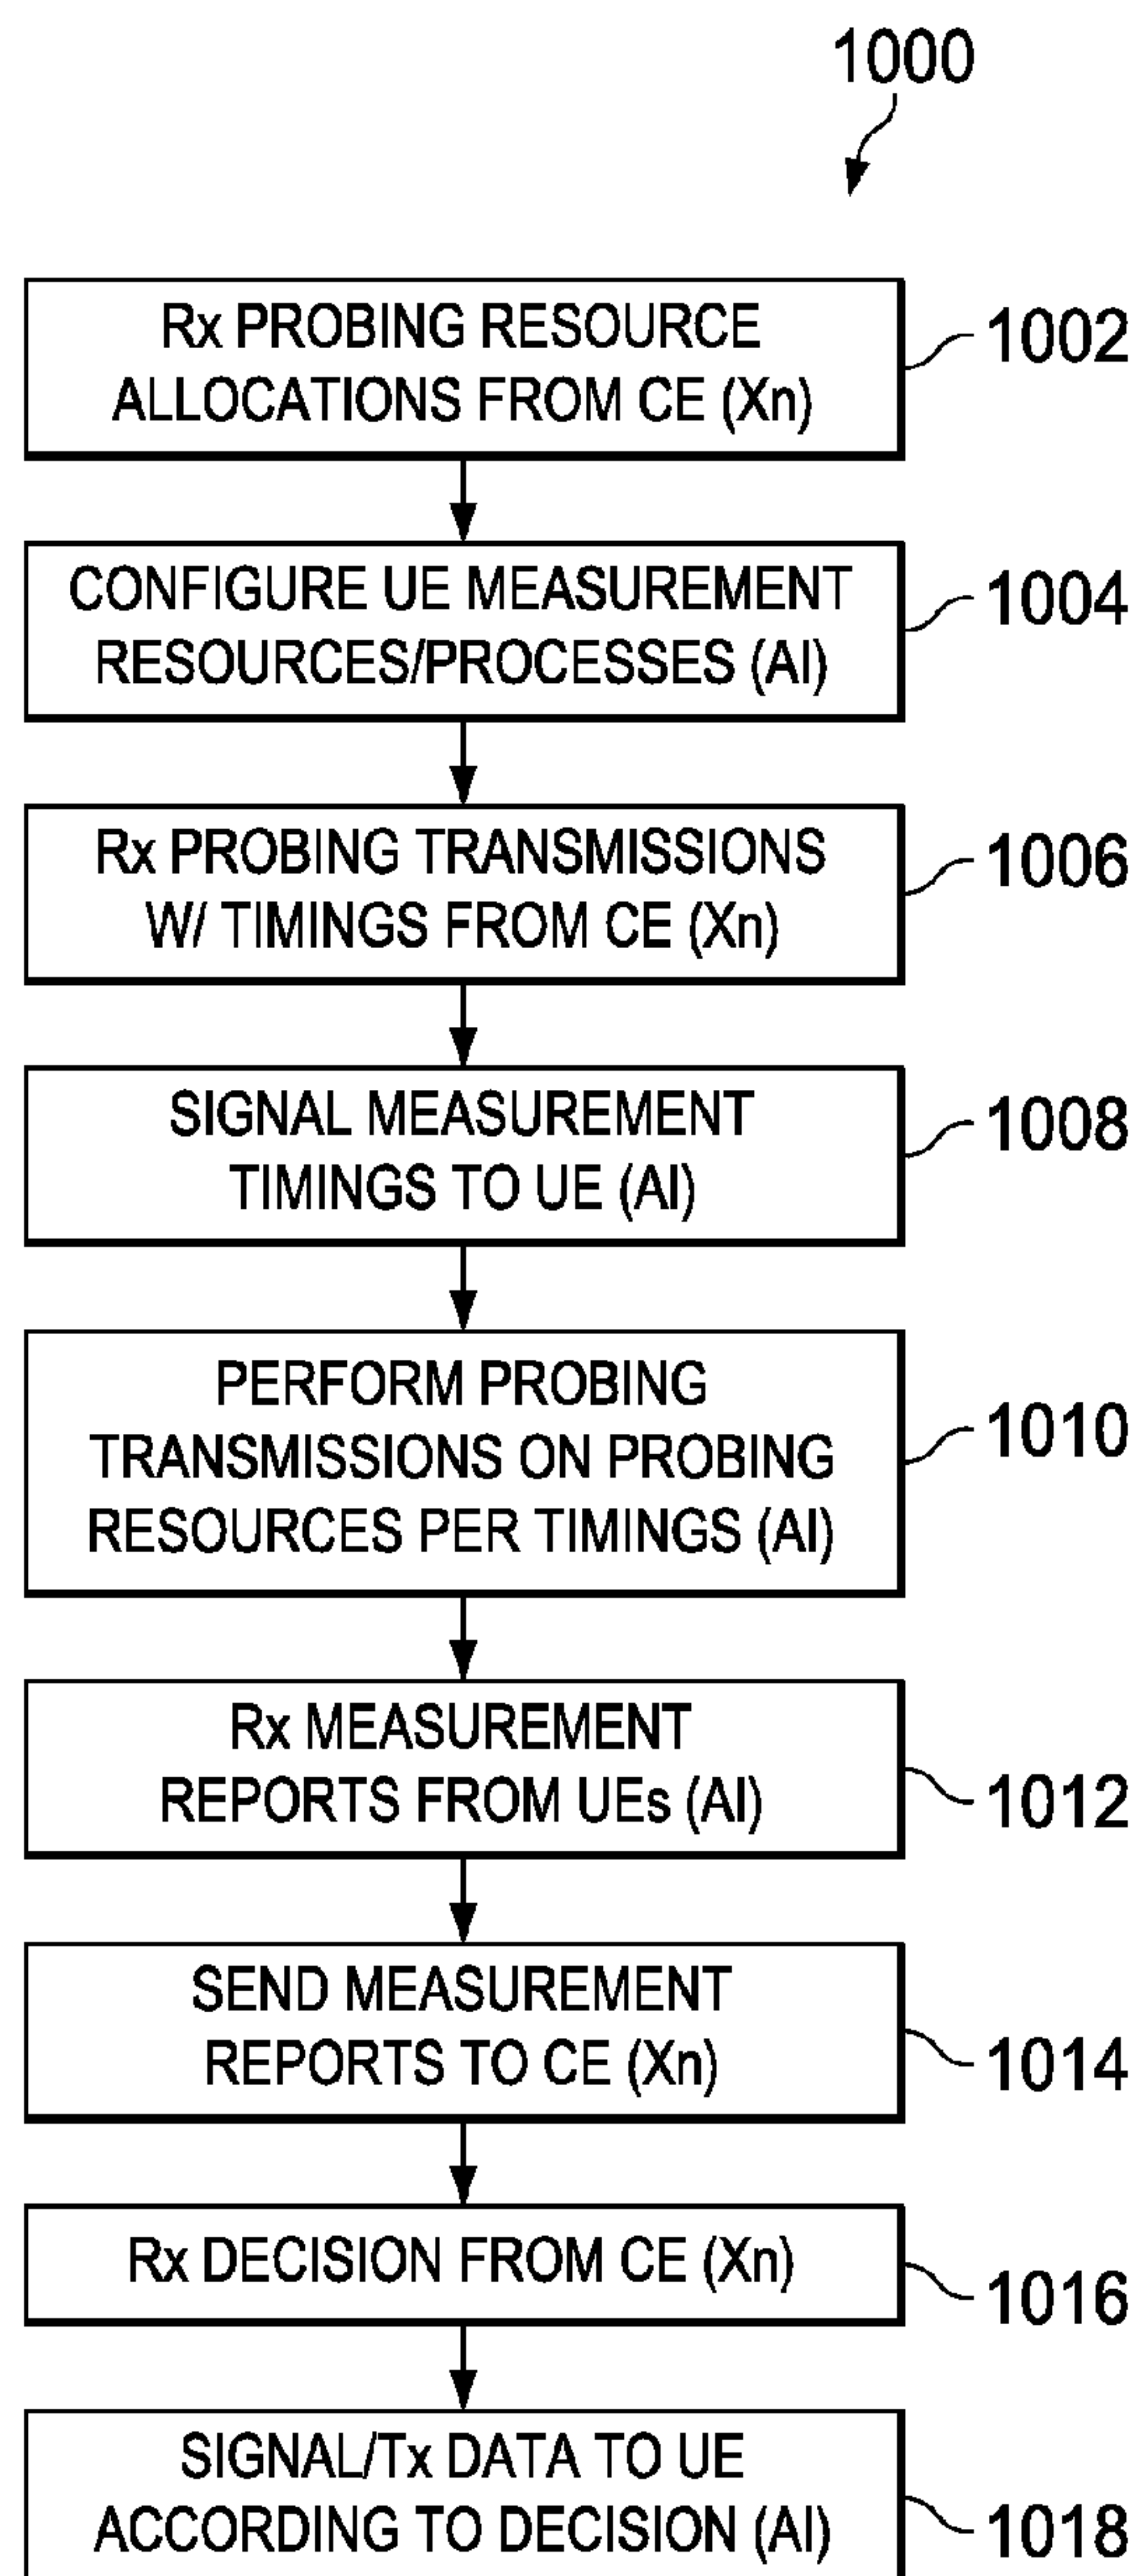 1000
Rx PROBING RESOURCE
ALLOCATIONS FROM CE (Xn)
1002
CONFIGURE UE MEASUREMENT
RESOURCES/PROCESSES (AI)
1004
Rx PROBING TRANSMISSIONS
W/ TIMINGS FROM CE (Xn)
1006
SIGNAL MEASUREMENT
TIMINGS TO UE (AI)
1008
PERFORM PROBING
TRANSMISSIONS ON PROBING
RESOURCES PER TIMINGS (AI)
1010
Rx MEASUREMENT
REPORTS FROM UEs (AI)
1012
SEND MEASUREMENT
REPORTS TO CE (Xn)
1014
Rx DECISION FROM CE (Xn)
1016
SIGNAL/Tx DATA TO UE
ACCORDING TO DECISION (AI)
1018